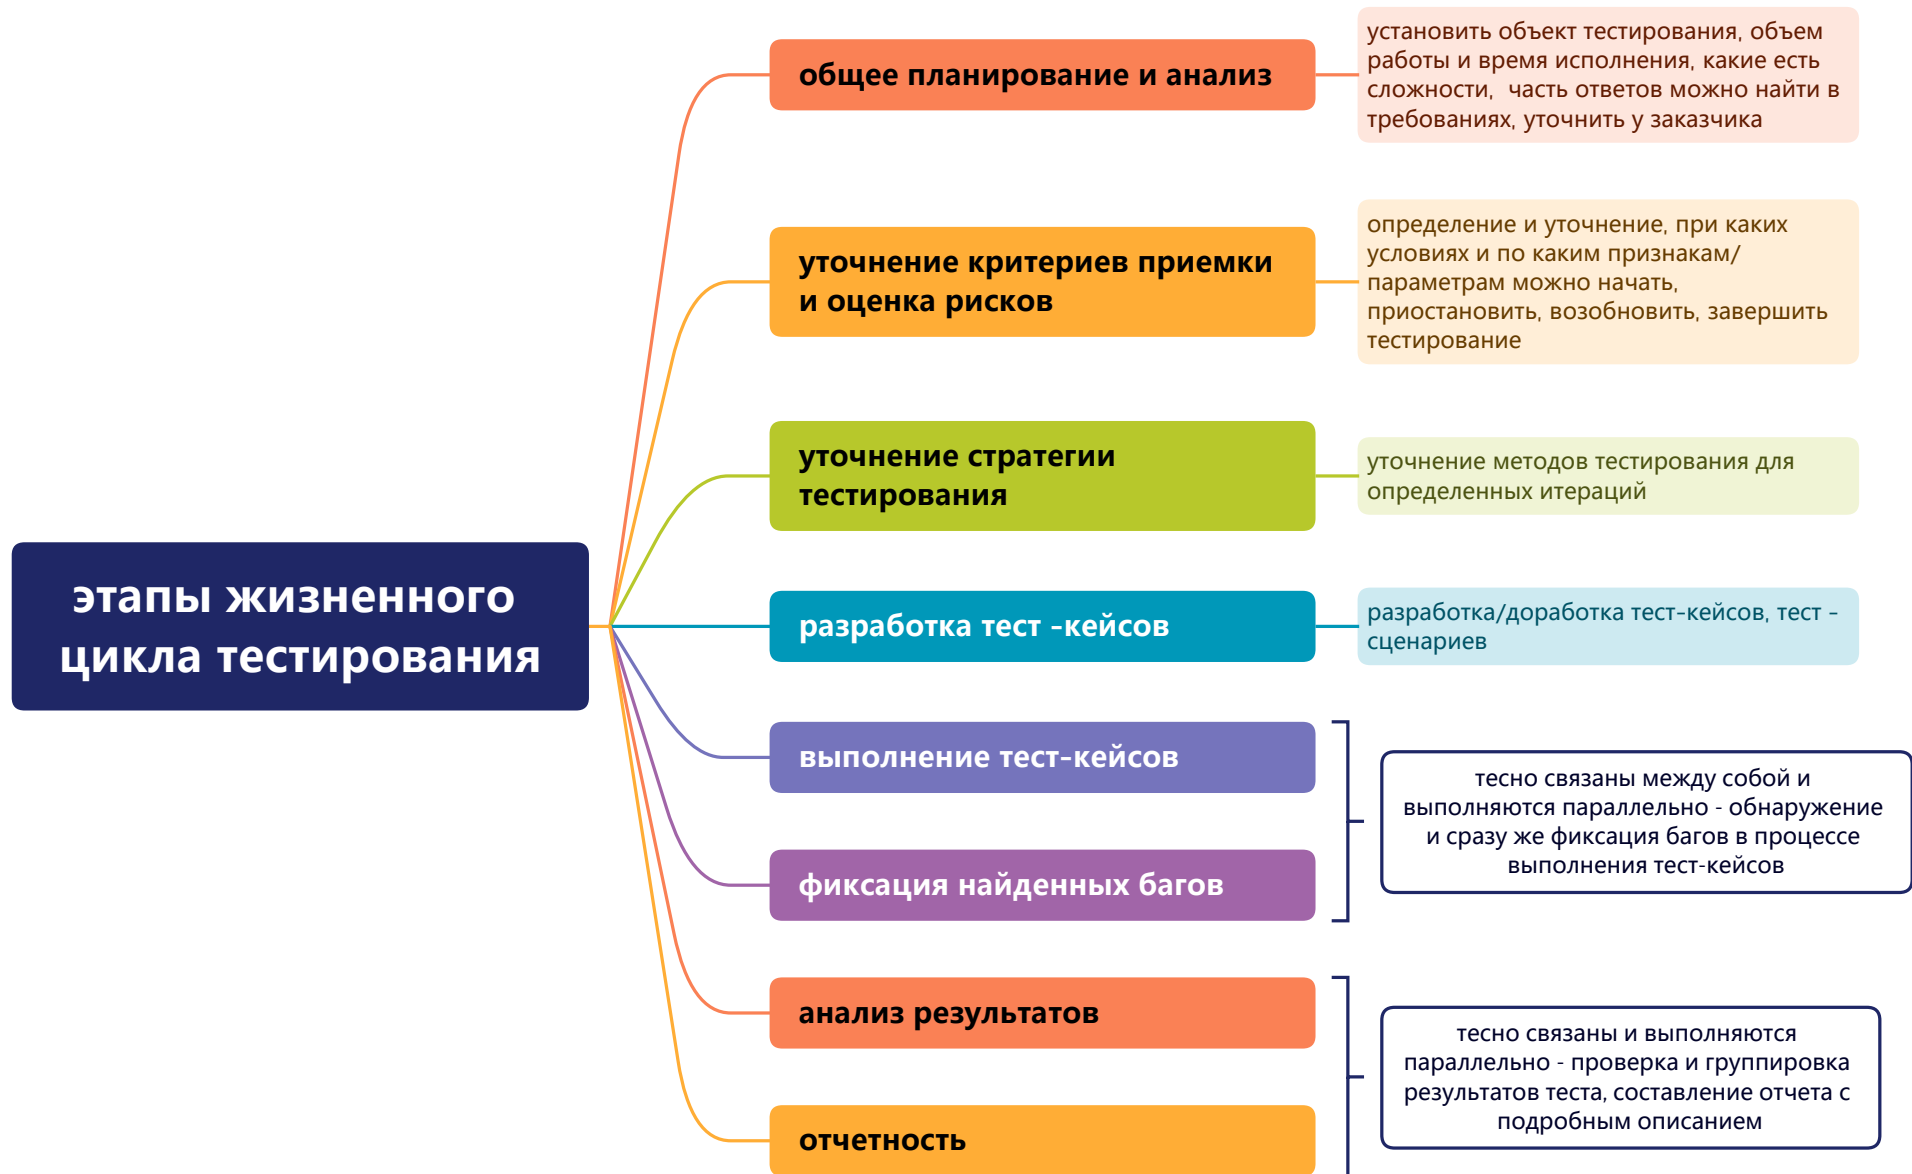 этапы жизненного
цикла тестирования
общее планирование и анализ
установить объект тестирования, объем
работы и время исполнения, какие есть
сложности,  часть ответов можно найти в
требованиях, уточнить у заказчика
уточнение критериев приемки
и оценка рисков
определение и уточнение, при каких
условиях и по каким признакам/
параметрам можно начать,
приостановить, возобновить, завершить
тестирование
уточнение стратегии
тестирования
уточнение методов тестирования для
определенных итераций
разработка тест -кейсов
разработка/доработка тест-кейсов, тест -
сценариев
выполнение тест-кейсов
фиксация найденных багов
тесно связаны между собой и
выполняются параллельно - обнаружение
и сразу же фиксация багов в процессе
выполнения тест-кейсов
анализ результатов
отчетность
тесно связаны и выполняются
параллельно - проверка и группировка
результатов теста, составление отчета с
подробным описанием